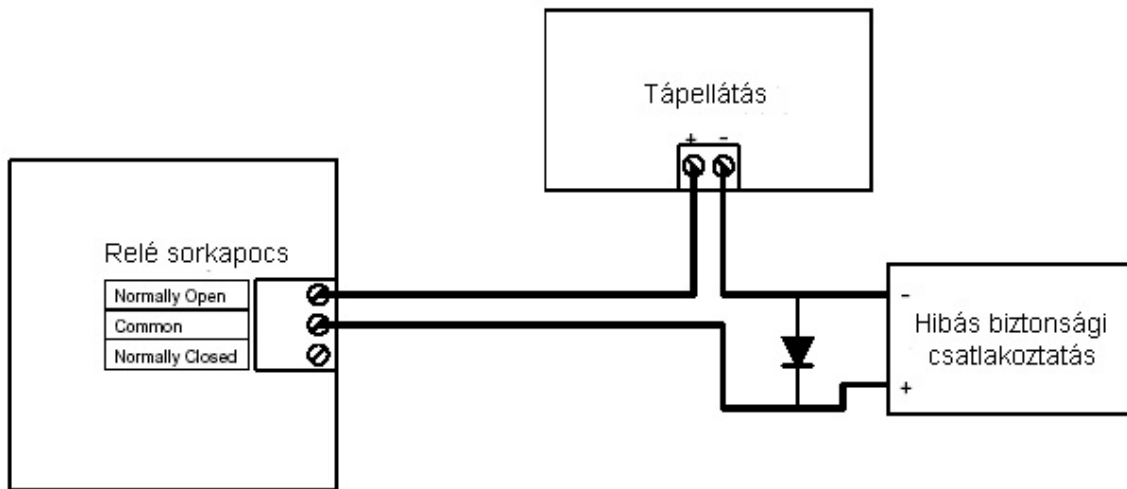 Tápellátás
+ -
Relé sorkapocs
Normally Open
Common
Normally Closed
-
Hibás biztonsági
csatlakoztatás
+